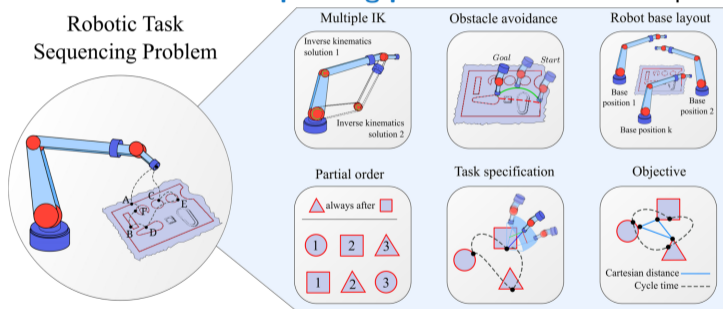 Robotic Task
Sequencing Problem
A
C
E
F
B
D
Multiple IK
Inverse kinematics
solution 1
Inverse kinematics
solution 2
Obstacle avoidance
Goal
Start
Robot base layout
Base
position 1
Base
position 2
Base position k
Partial order
always after
1 2 3
1 2 3
Task specification
Objective
Cartesian distance
Cycle time